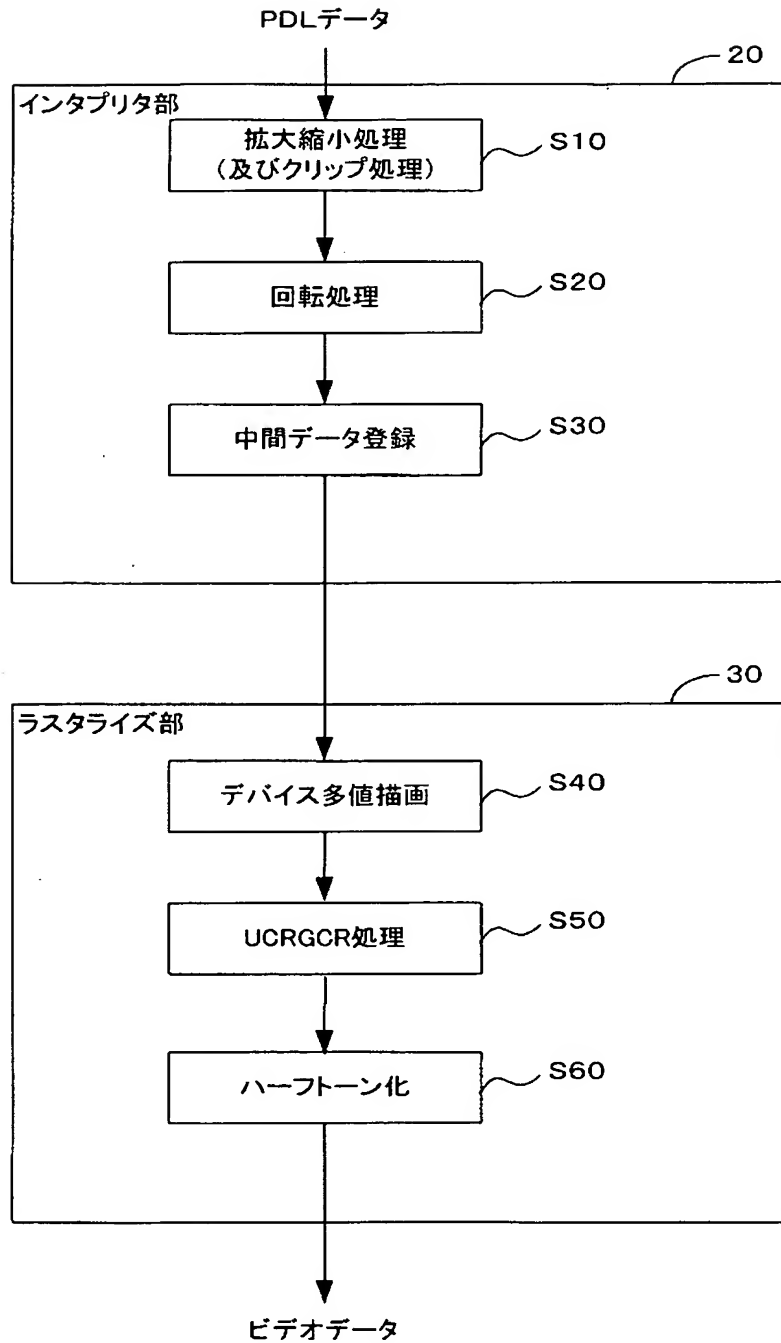 PDLデータ
20
インタプリタ部
拡大縮小処理
(及びクリップ処理)
S10
回転処理
S20
中間データ登録
S30
30
ラスタライズ部
デバイス多値描画
S40
UCRGCR処理
S50
ハーフトーン化
S60
ビデオデータ